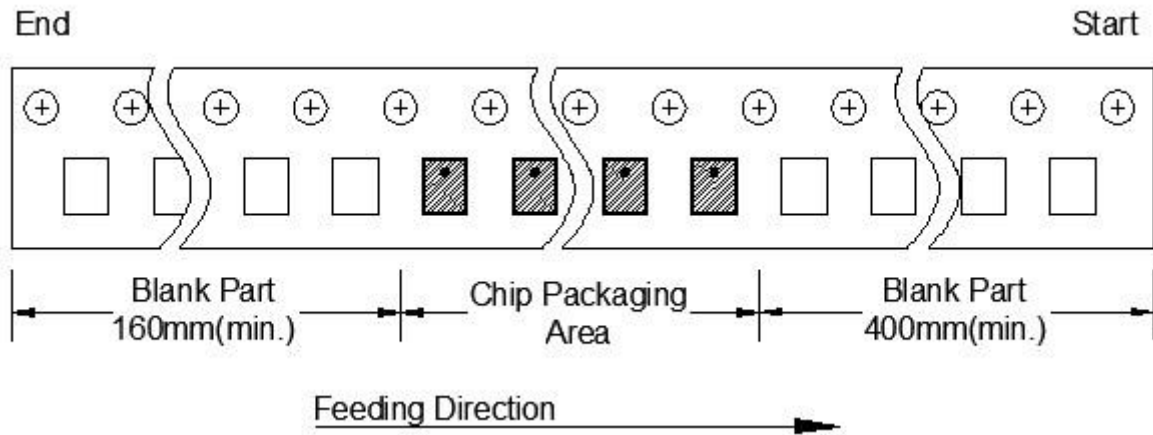 End
Start
Blank Part
160mm(min.)
Chip Packaging
Area
Blank Part
400mm(min.)
Feeding Direction